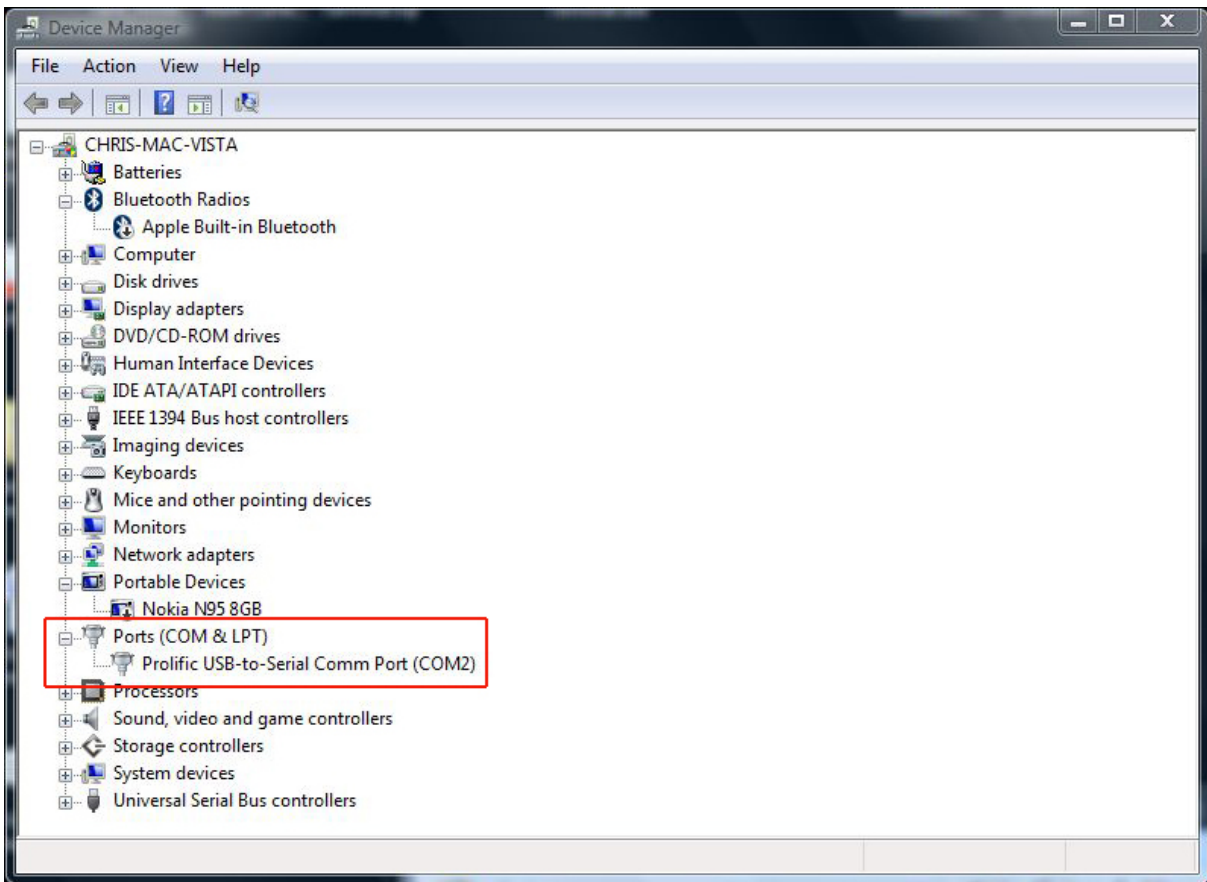 Device Manager
File Action View Help
CHRIS-MAC-VISTA
Batteries
Bluetooth Radios
Apple Built-in Bluetooth
Computer
Disk drives
Display adapters
DVD/CD-ROM drives
Human Interface Devices
IDE ATA/ATAPI controllers
IEEE 1394 Bus host controllers
Imaging devices
Keyboards
Mice and other pointing devices
Monitors
Network adapters
Portable Devices
Nokia N95 8GB
Ports (COM & LPT)
Prolific USB-to-Serial Comm Port (COM2)
Processors
Sound, video and game controllers
Storage controllers
System devices
Universal Serial Bus controllers